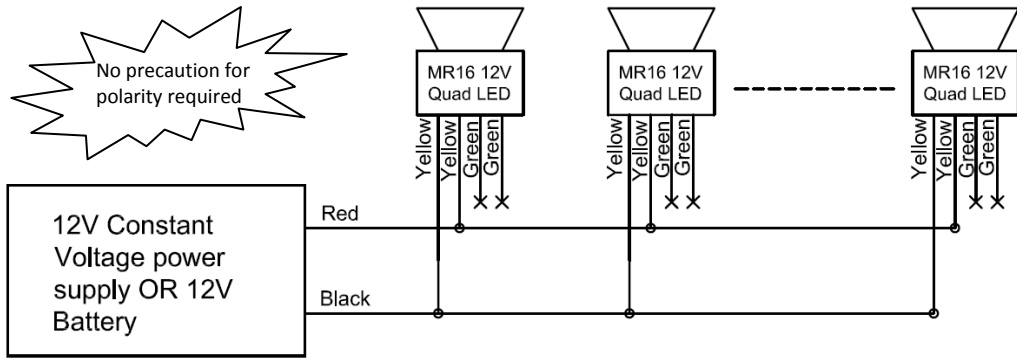 No precaution for
polarity required
MR16 12V
Quad LED
MR16 12V
Quad LED
MR16 12V
Quad LED
Yellow
Yellow
Green
Green
Yellow
Yellow
Green
Green
Yellow
Yellow
Green
Green
12V Constant
Voltage power
supply OR 12V
Battery
Red
Black